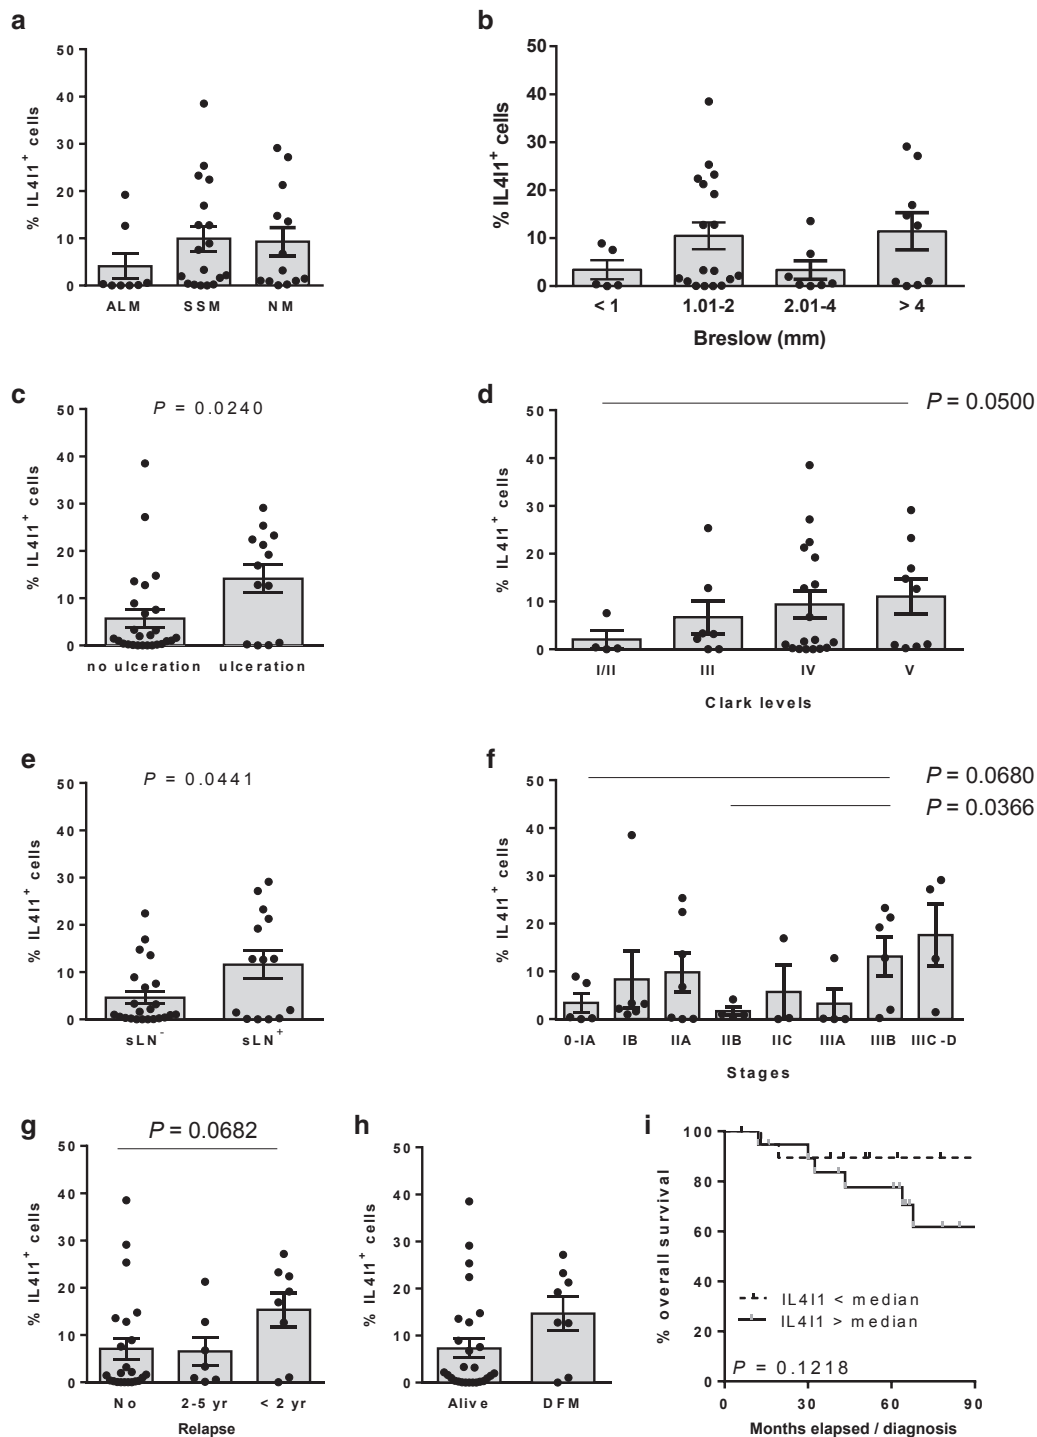 a
50
40
30
20
10
0
% IL4I1+ cells
ALM SSM NM
b
50
40
30
20
10
0
% IL4I1+ cells
< 1 1.01-2 2.01-4 > 4
Breslow (mm)
c
P = 0.0240
50
40
30
20
10
0
% IL4I1+ cells
no ulceration ulceration
d
P = 0.0500
50
40
30
20
10
0
% IL4I1+ cells
I/II III IV V
Clark levels
e
P = 0.0441
50
40
30
20
10
0
% IL4I1+ cells
sLN- sLN+
f
P = 0.0680
P = 0.0366
50
40
30
20
10
0
% IL4I1+ cells
0-IA IB IIA IIB IIC IIIA IIIB IIIC-D
Stages
g
P = 0.0682
50
40
30
20
10
0
% IL4I1+ cells
No 2-5 yr < 2 yr
Relapse
h
50
40
30
20
10
0
% IL4I1+ cells
Alive DFM
i
100
80
60
40
20
0
% overall survival
IL4I1 < median
IL4I1 > median
P = 0.1218
0 30 60 90
Months elapsed / diagnosis